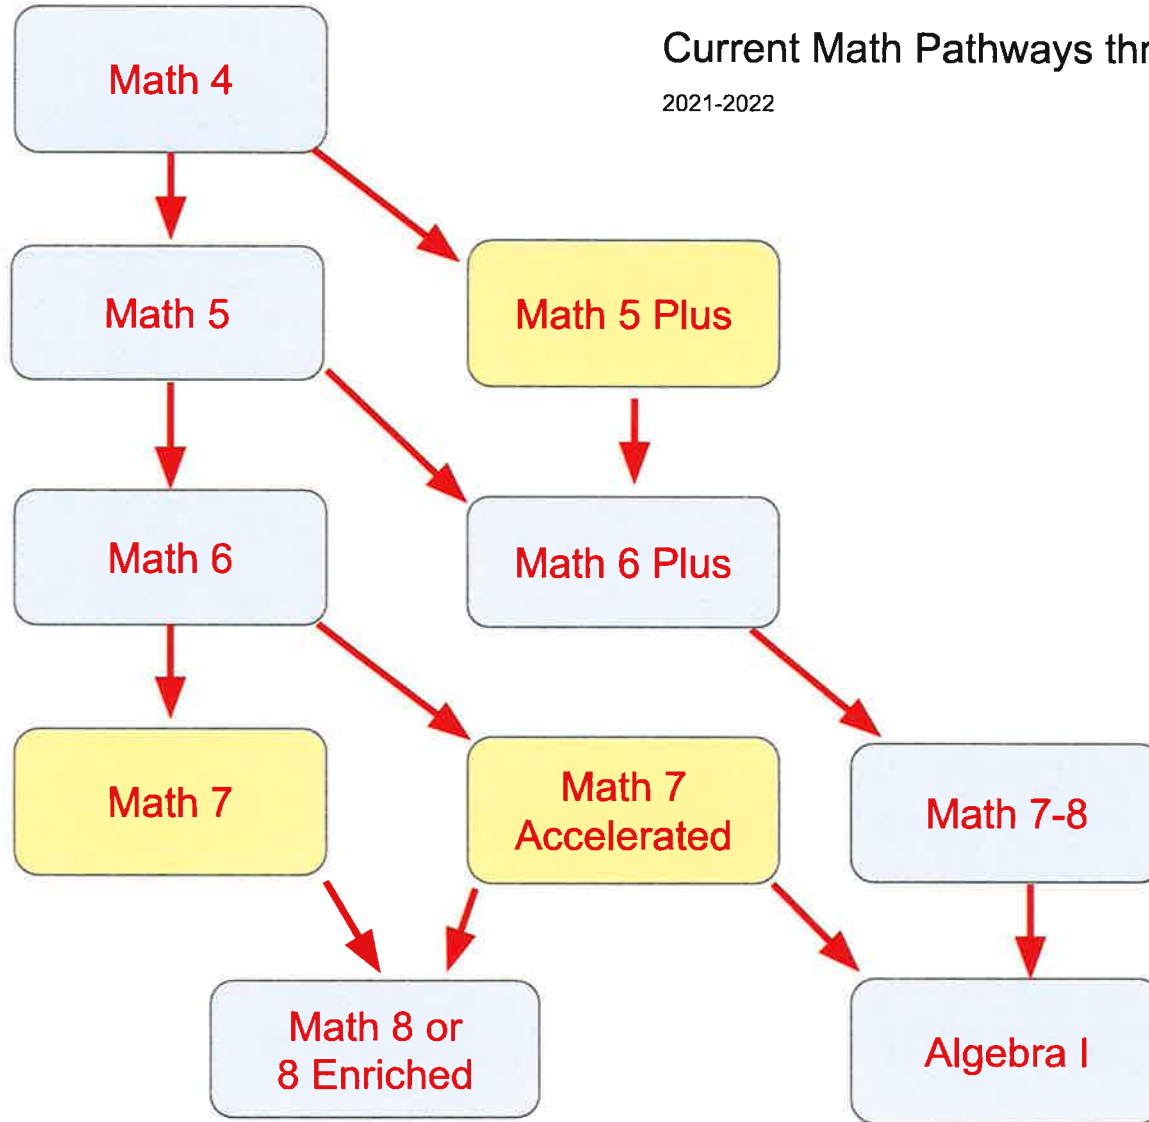 Current Math Pathways thr
2021-2022
Math 4
Math 5
Math 5 Plus
Math 6
Math 6 Plus
Math 7
Math 7
Accelerated
Math 7-8
Math 8 or
8 Enriched
Algebra I